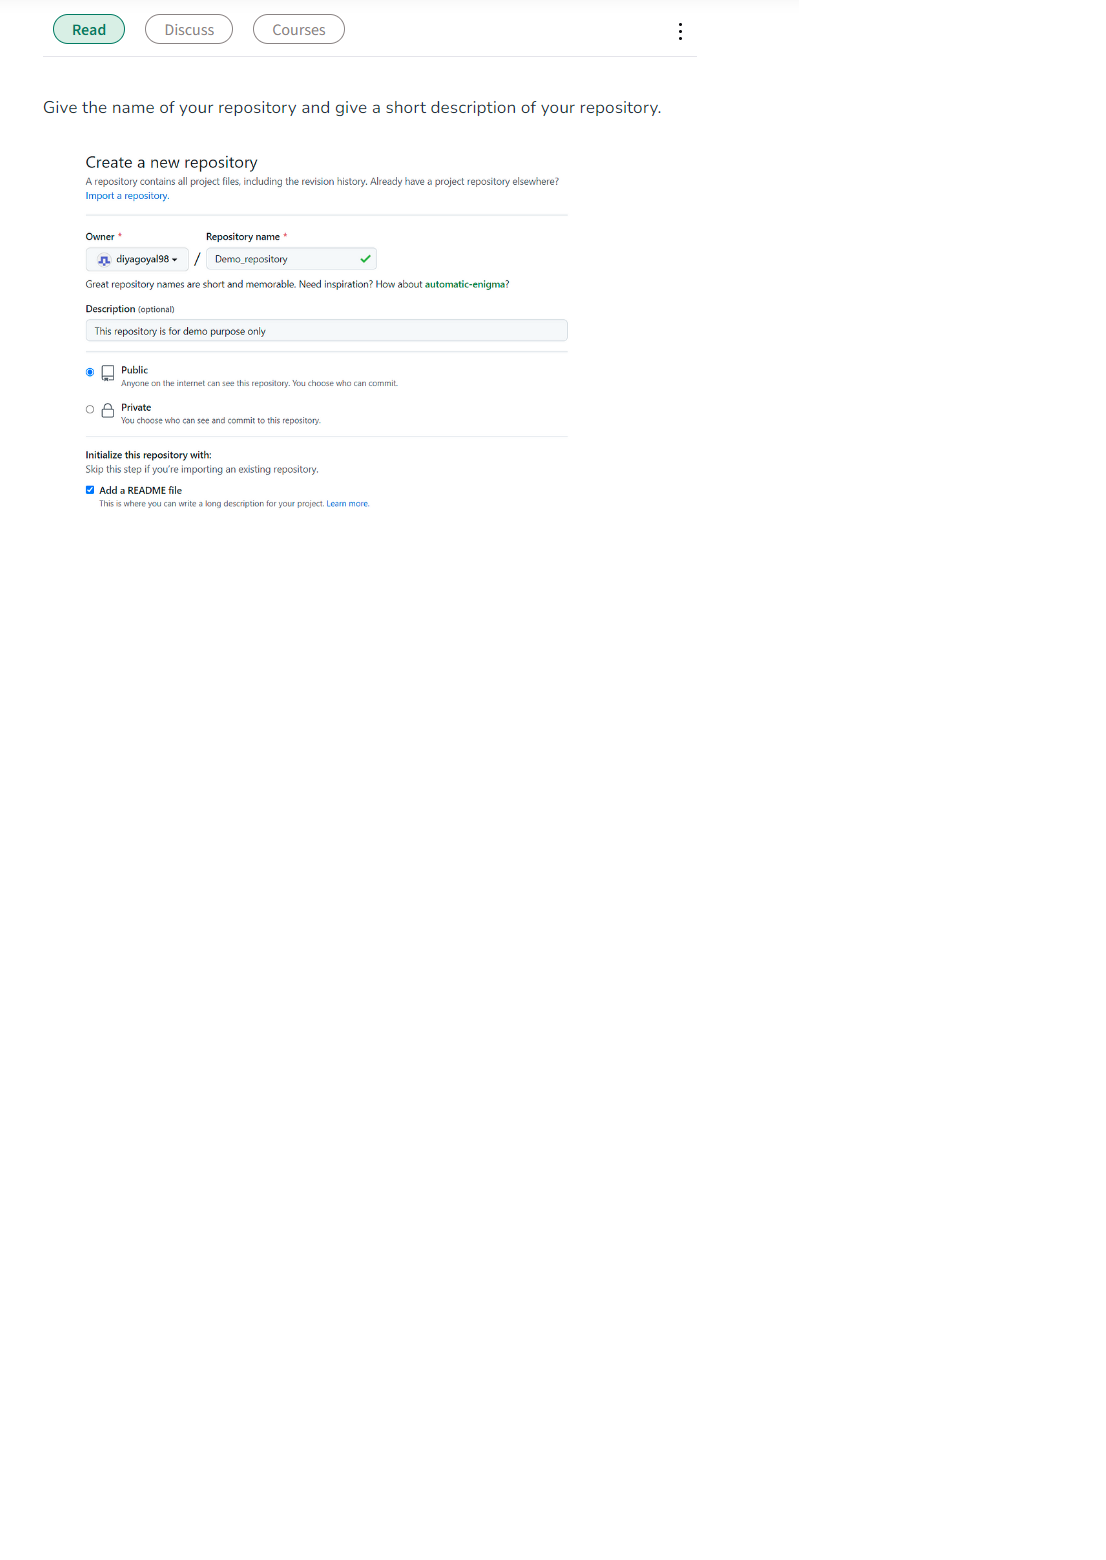 Read Discuss Courses
Give the name of your repository and give a short description of your repository.
Create a new repository
A repository contains all project files, including the revision history. Already have a project repository elsewhere?
Import a repository.
Owner * Repository name *
diyagoyal98 / Demo_repository
Great repository names are short and memorable. Need inspiration? How about automatic-enigma?
Description (optional)
This repository is for demo purpose only
Public
Anyone on the internet can see this repository. You choose who can commit.
Private
You choose who can see and commit to this repository.
Initialize this repository with:
Skip this step if you're importing an existing repository.
Add a README file
This is where you can write a long description for your project. Learn more.